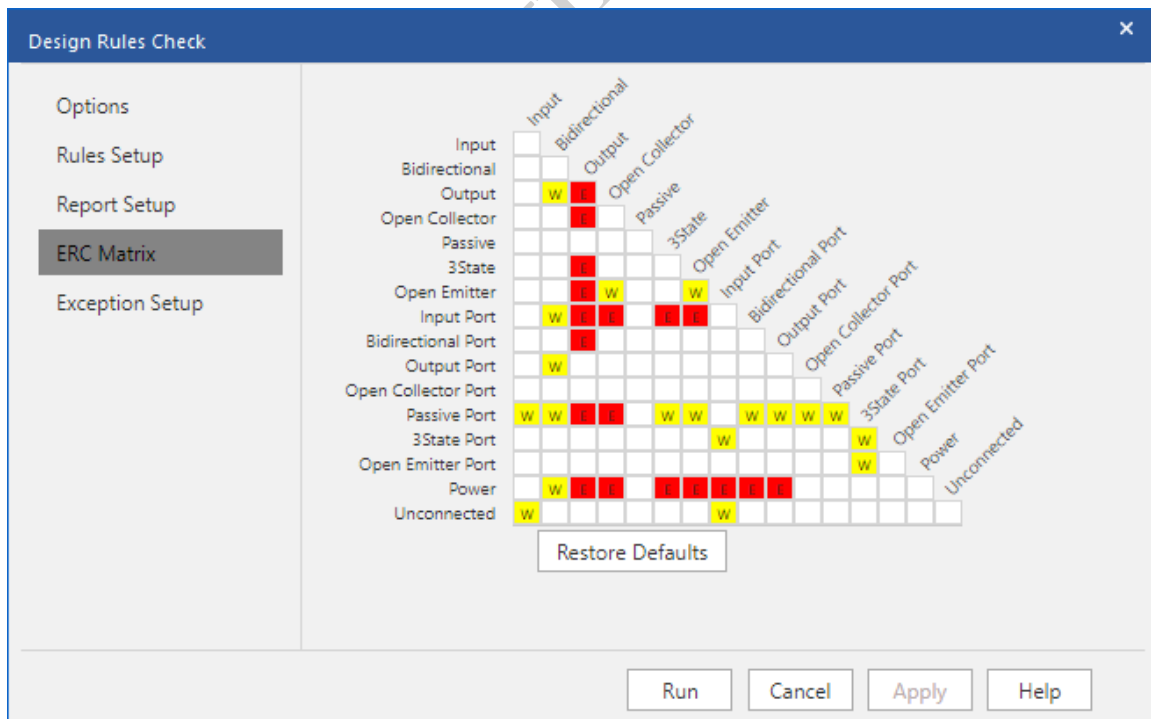 Design Rules Check
Options
Rules Setup
Report Setup
ERC Matrix
Exception Setup
Input
Bidirectional
Output
Open Collector
Passive
3State
Open Emitter
Input Port
Bidirectional Port
Output Port
Open Collector Port
Passive Port
3State Port
Open Emitter Port
Power
Unconnected
Input
Bidirectional
Output W E
Open Collector E
Passive
3State E
Open Emitter E W W
Input Port W E E E E
Bidirectional Port E
Output Port W
Open Collector Port
Passive Port W W E E W W W W W W
3State Port W W
Open Emitter Port W
Power W E E E E E E E
Unconnected W W
Restore Defaults
Run Cancel Apply Help